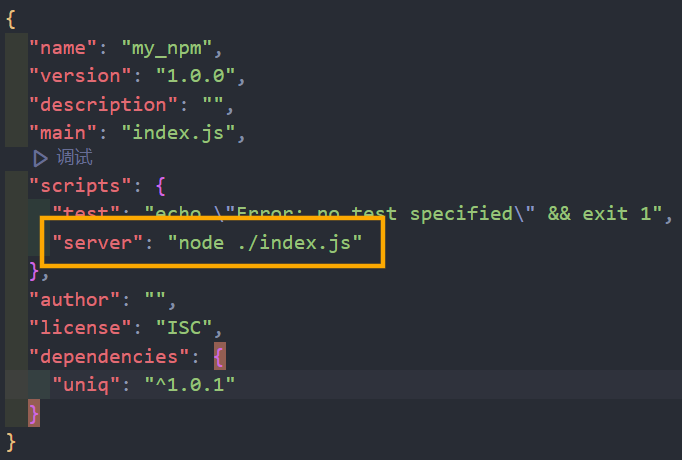 {
"name": "my_npm",
"version": "1.0.0",
"description": "",
"main": "index.js",
调试
"scripts": {
"test": "echo \"Error: no test specified\" && exit 1",
"server": "node ./index.js"
},
"author": "",
"license": "ISC",
"dependencies": {
"uniq": "^1.0.1"
}
}